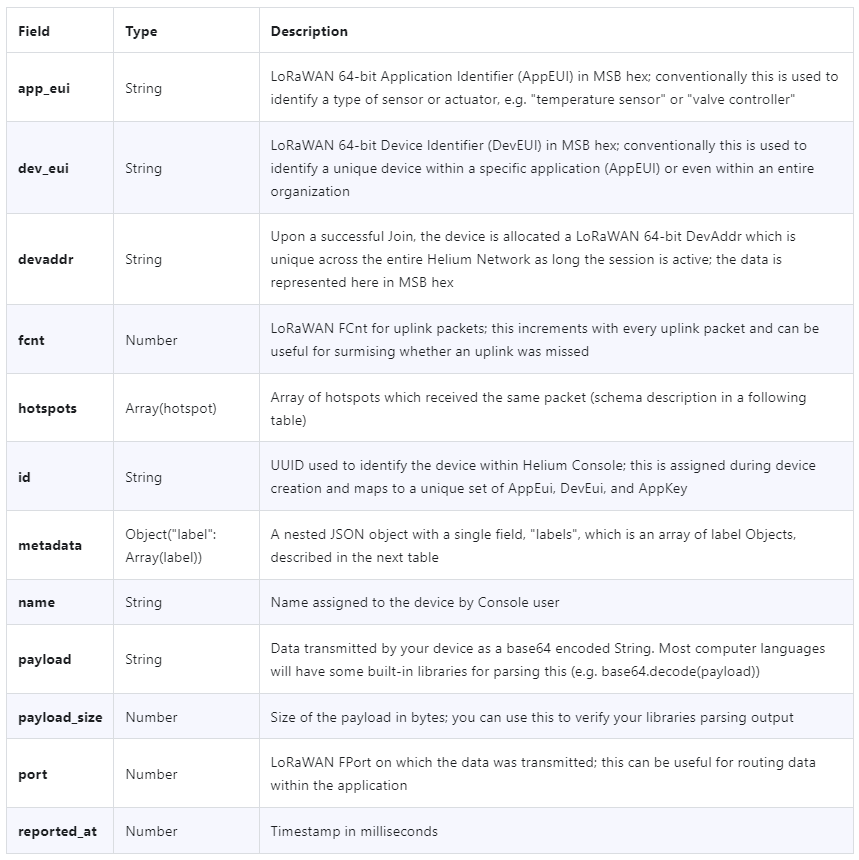 Field Type Description
app_eui String LoRaWAN 64-bit Application Identifier (AppEUI) in MSB hex; conventionally this is used to
identify a type of sensor or actuator, e.g. "temperature sensor" or "valve controller"
dev_eui String LoRaWAN 64-bit Device Identifier (DevEUI) in MSB hex; conventionally this is used to
identify a unique device within a specific application (AppEUI) or even within an entire
organization
devaddr String Upon a successful Join, the device is allocated a LoRaWAN 64-bit DevAddr which is
unique across the entire Helium Network as long the session is active; the data is
represented here in MSB hex
fcnt Number LoRaWAN FCnt for uplink packets; this increments with every uplink packet and can be
useful for surmising whether an uplink was missed
hotspots Array(hotspot) Array of hotspots which received the same packet (schema description in a following
table)
id String UUID used to identify the device within Helium Console; this is assigned during device
creation and maps to a unique set of AppEui, DevEui, and AppKey
metadata Object("label": A nested JSON object with a single field, "labels", which is an array of label Objects,
Array(label)) described in the next table
name String Name assigned to the device by Console user
payload String Data transmitted by your device as a base64 encoded String. Most computer languages
will have some built-in libraries for parsing this (e.g. base64.decode(payload))
payload_size Number Size of the payload in bytes; you can use this to verify your libraries parsing output
port Number LoRaWAN FPort on which the data was transmitted; this can be useful for routing data
within the application
reported_at Number Timestamp in milliseconds